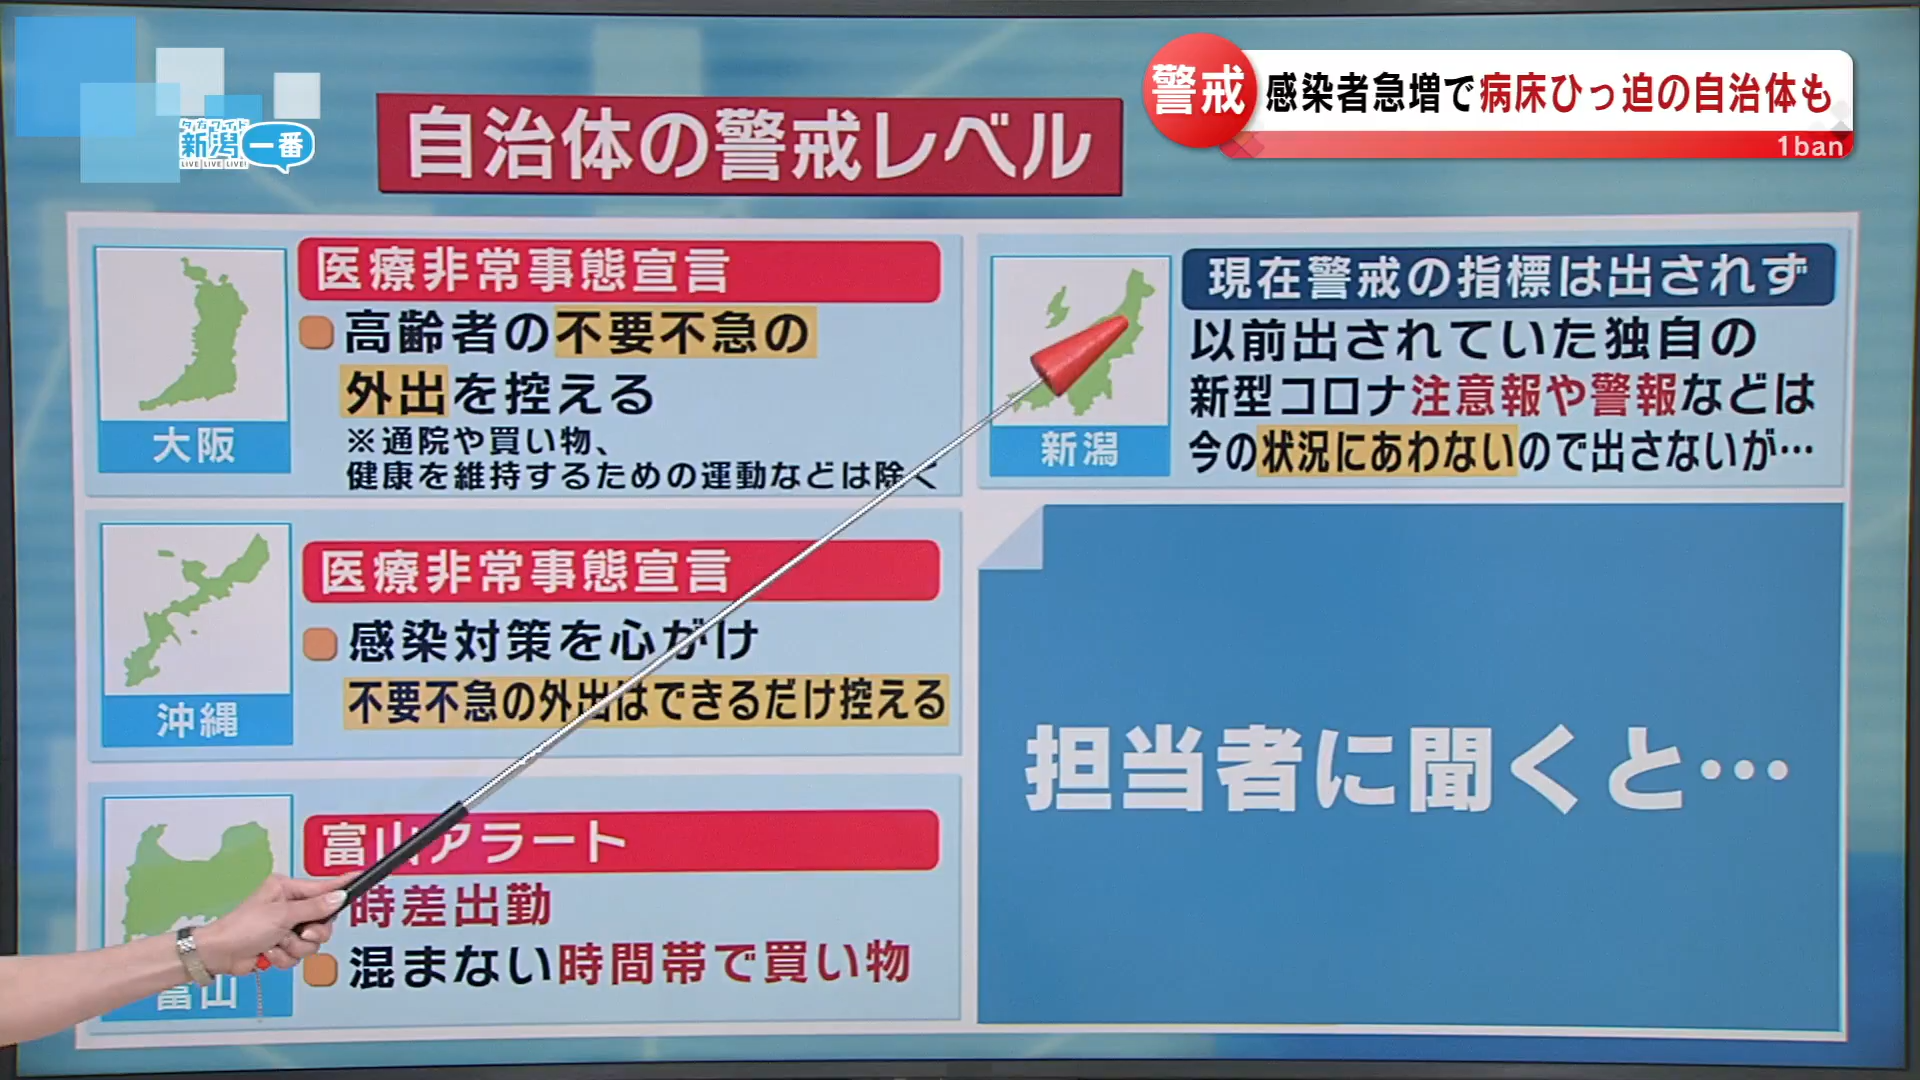 夕方ワイド
新潟一番
LIVE LIVE LIVE!
警戒
感染者急増で病床ひっ迫の自治体も
1ban
自治体の警戒レベル
大阪
医療非常事態宣言
高齢者の不要不急の
外出を控える
※通院や買い物、
健康を維持するための運動などは除く
沖縄
医療非常事態宣言
感染対策を心がけ
不要不急の外出はできるだけ控える
富山
富山アラート
時差出勤
混まない時間帯で買い物
新潟
現在警戒の指標は出されず
以前出されていた独自の
新型コロナ注意報や警報などは
今の状況にあわないので出さないが…
担当者に聞くと…